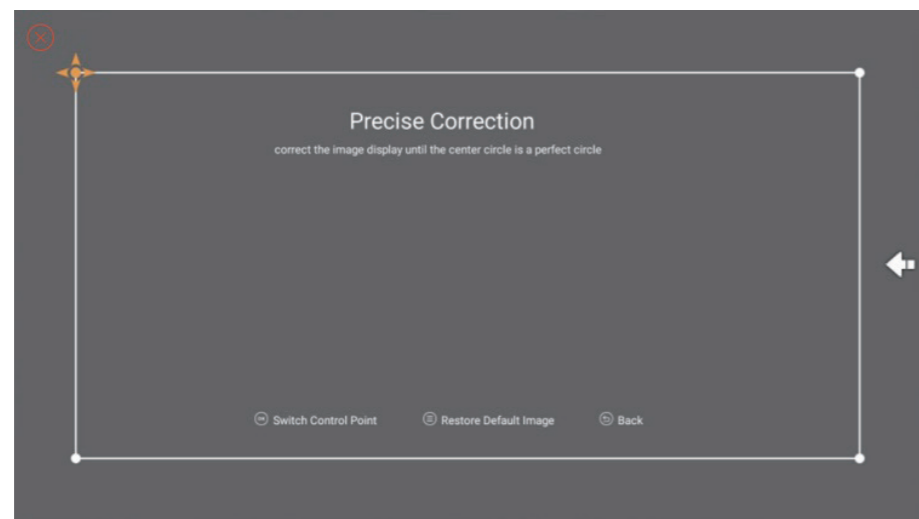 Precise Correction
correct the image display until the center circle is a perfect circle
Switch Control Point Restore Default Image Back